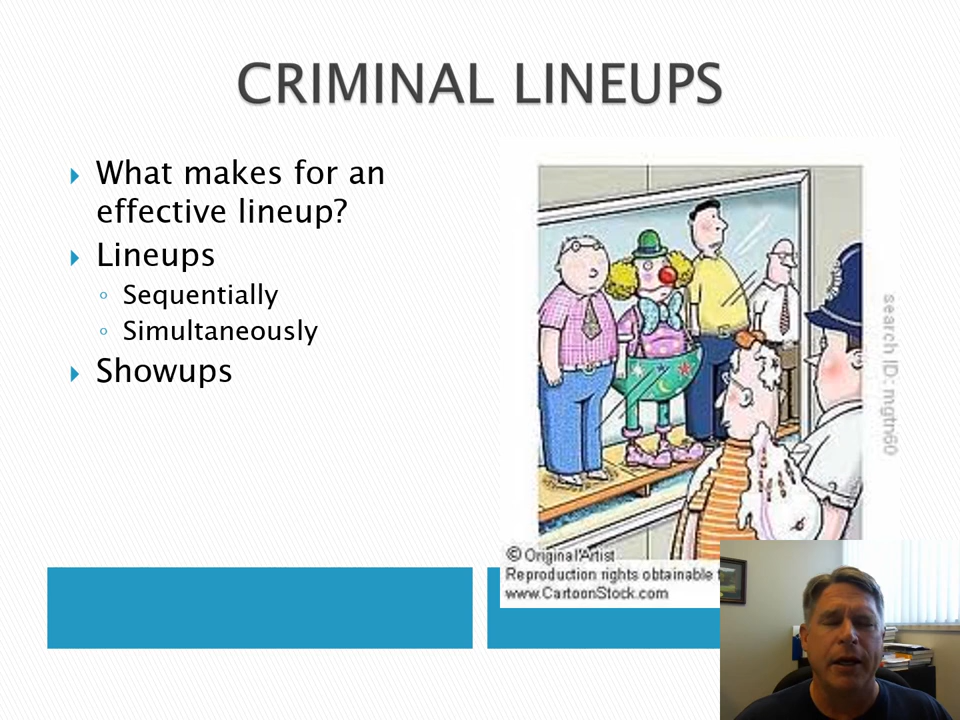 CRIMINAL LINEUPS
What makes for an
effective lineup?
Lineups
Sequentially
Simultaneously
Showups
search ID: mgtn60
© Original Artist
Reproduction rights obtainable
www.CartoonStock.com